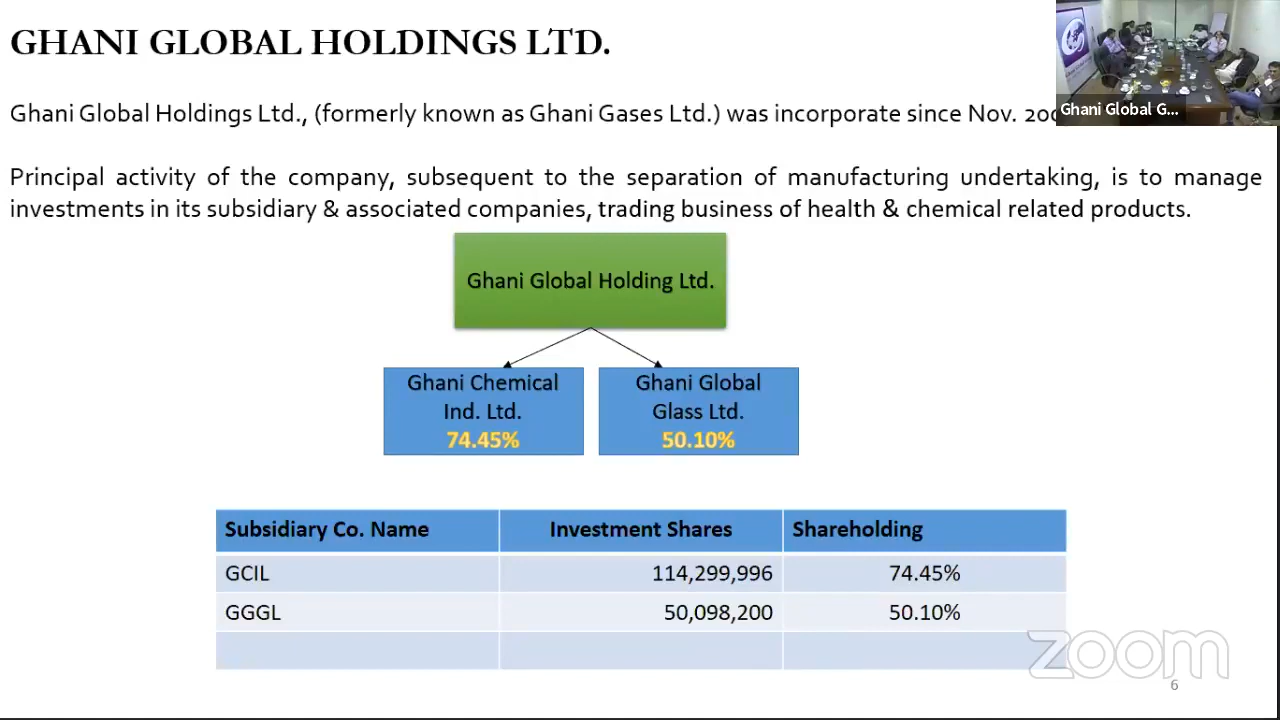 GHANI GLOBAL HOLDINGS LTD.
Ghani Global Holdings Ltd., (formerly known as Ghani Gases Ltd.) was incorporate since Nov.
Ghani Global G...
Principal activity of the company, subsequent to the separation of manufacturing undertaking, is to manage
investments in its subsidiary & associated companies, trading business of health & chemical related products.
Ghani Global Holding Ltd.
Ghani Chemical
Ind. Ltd.
74.45%
Ghani Global
Glass Ltd.
50.10%
Subsidiary Co. Name Investment Shares Shareholding
GCIL 114,299,996 74.45%
GGGL 50,098,200 50.10%
zoom
6